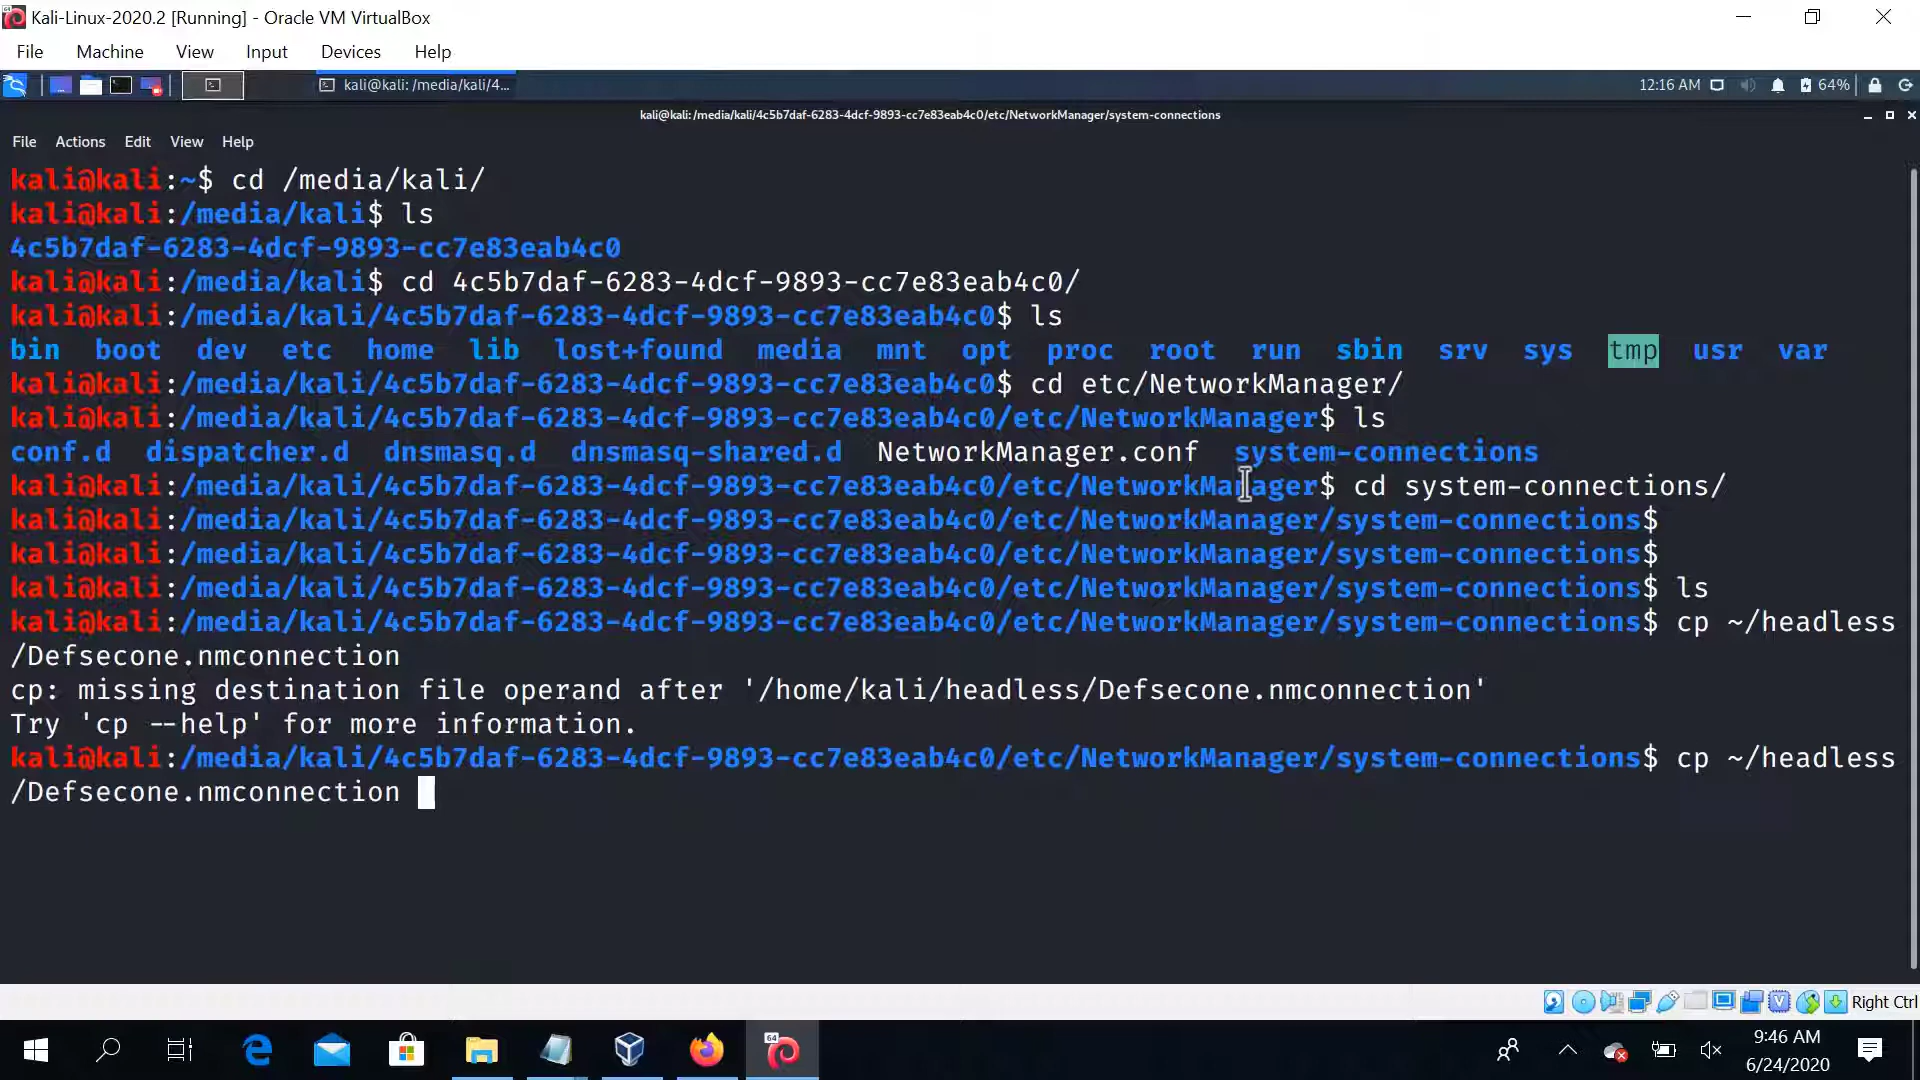 Kali-Linux-2020.2 [Running] - Oracle VM VirtualBox
File Machine View Input Devices Help
kali@kali: /media/kali/4... 12:16 AM 64%
kali@kali: /media/kali/4c5b7daf-6283-4dcf-9893-cc7e83eab4c0/etc/NetworkManager/system-connections
File Actions Edit View Help
kali@kali:~$ cd /media/kali/
kali@kali:/media/kali$ ls
4c5b7daf-6283-4dcf-9893-cc7e83eab4c0
kali@kali:/media/kali$ cd 4c5b7daf-6283-4dcf-9893-cc7e83eab4c0/
kali@kali:/media/kali/4c5b7daf-6283-4dcf-9893-cc7e83eab4c0$ ls
bin boot dev etc home lib lost+found media mnt opt proc root run sbin srv sys tmp usr var
kali@kali:/media/kali/4c5b7daf-6283-4dcf-9893-cc7e83eab4c0$ cd etc/NetworkManager/
kali@kali:/media/kali/4c5b7daf-6283-4dcf-9893-cc7e83eab4c0/etc/NetworkManager$ ls
conf.d dispatcher.d dnsmasq.d dnsmasq-shared.d NetworkManager.conf system-connections
kali@kali:/media/kali/4c5b7daf-6283-4dcf-9893-cc7e83eab4c0/etc/NetworkManager$ cd system-connections/
kali@kali:/media/kali/4c5b7daf-6283-4dcf-9893-cc7e83eab4c0/etc/NetworkManager/system-connections$
kali@kali:/media/kali/4c5b7daf-6283-4dcf-9893-cc7e83eab4c0/etc/NetworkManager/system-connections$
kali@kali:/media/kali/4c5b7daf-6283-4dcf-9893-cc7e83eab4c0/etc/NetworkManager/system-connections$ ls
kali@kali:/media/kali/4c5b7daf-6283-4dcf-9893-cc7e83eab4c0/etc/NetworkManager/system-connections$ cp ~/headless
/Defsecone.nmconnection
cp: missing destination file operand after '/home/kali/headless/Defsecone.nmconnection'
Try 'cp --help' for more information.
kali@kali:/media/kali/4c5b7daf-6283-4dcf-9893-cc7e83eab4c0/etc/NetworkManager/system-connections$ cp ~/headless
/Defsecone.nmconnection
Right Ctrl
64
9:46 AM
6/24/2020